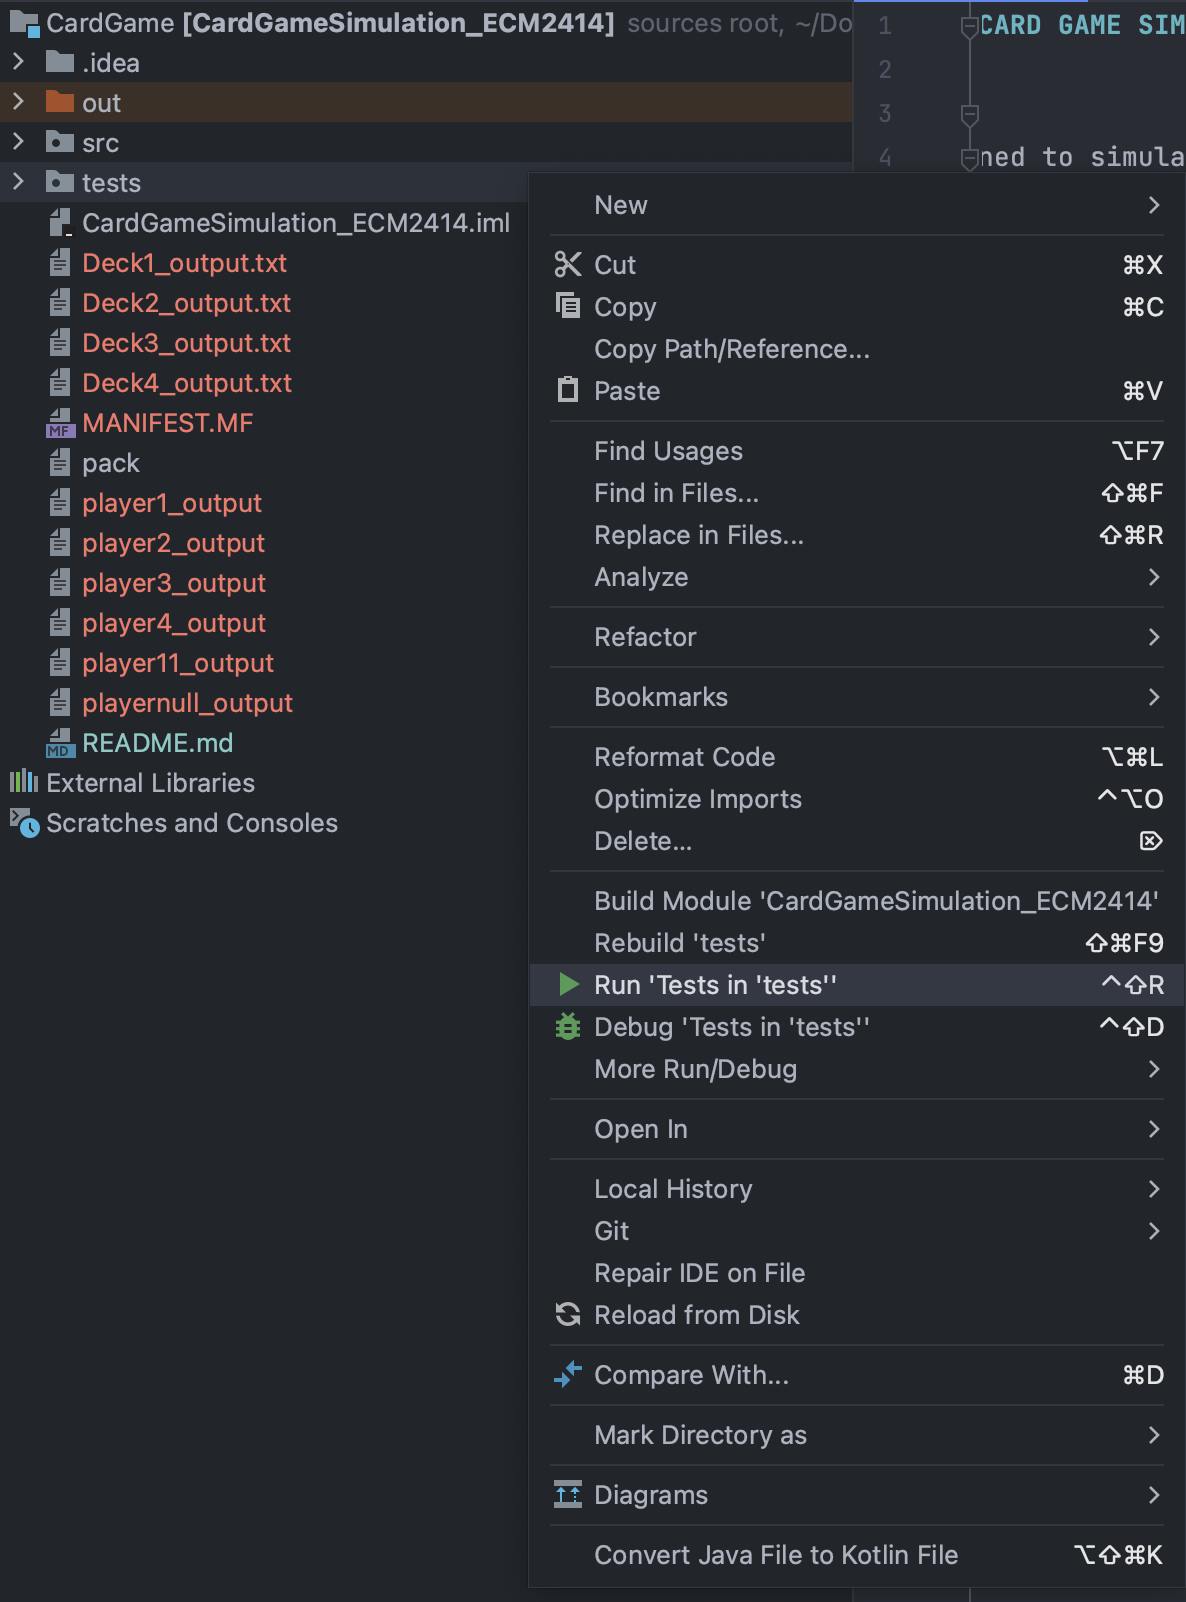 CardGame [CardGameSimulation_ECM2414] sources root, ~/Do
.idea
out
src
tests
CardGameSimulation_ECM2414.iml
Deck1_output.txt
Deck2_output.txt
Deck3_output.txt
Deck4_output.txt
MF MANIFEST.MF
pack
player1_output
player2_output
player3_output
player4_output
player11_output
playernull_output
MD README.md
External Libraries
Scratches and Consoles
1 CARD GAME SIM
2
3
4 ned to simula
New
Cut ⌘X
Copy ⌘C
Copy Path/Reference...
Paste ⌘V
Find Usages ⌥F7
Find in Files... ⇧⌘F
Replace in Files... ⇧⌘R
Analyze
Refactor
Bookmarks
Reformat Code ⌥⌘L
Optimize Imports ^⌥O
Delete... ⌦
Build Module 'CardGameSimulation_ECM2414'
Rebuild 'tests' ⇧⌘F9
Run 'Tests in 'tests'' ^⇧R
Debug 'Tests in 'tests'' ^⇧D
More Run/Debug
Open In
Local History
Git
Repair IDE on File
Reload from Disk
Compare With... ⌘D
Mark Directory as
Diagrams
Convert Java File to Kotlin File ⌥⇧⌘K